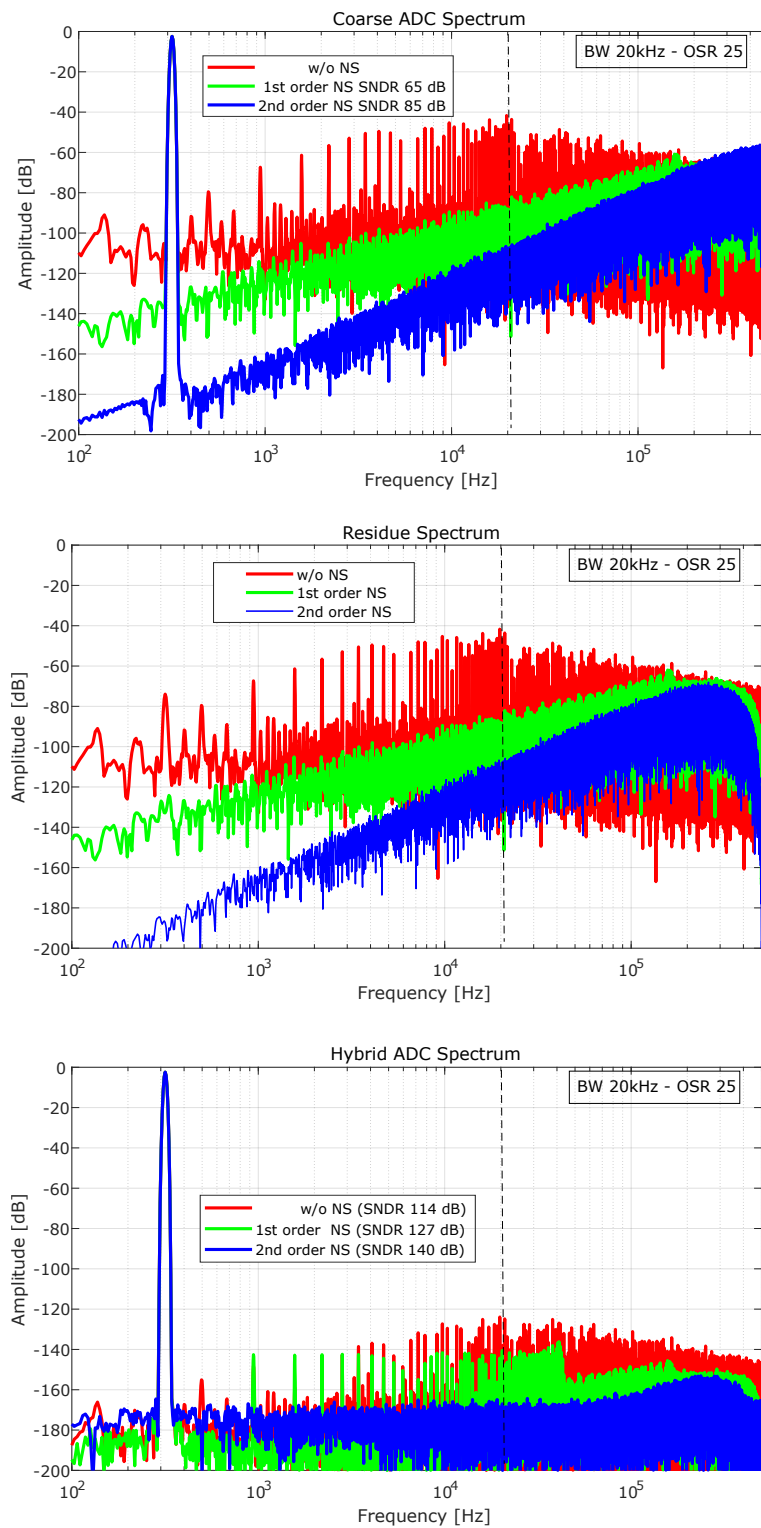 Coarse ADC Spectrum
BW 20kHz - OSR 25
w/o NS
1st order NS SNDR 65 dB
2nd order NS SNDR 85 dB
Amplitude [dB]
0
-20
-40
-60
-80
-100
-120
-140
-160
-180
-200
10^2
10^3
10^4
10^5
Frequency [Hz]
Residue Spectrum
BW 20kHz - OSR 25
w/o NS
1st order NS
2nd order NS
Amplitude [dB]
0
-20
-40
-60
-80
-100
-120
-140
-160
-180
-200
10^2
10^3
10^4
10^5
Frequency [Hz]
Hybrid ADC Spectrum
BW 20kHz - OSR 25
w/o NS (SNDR 114 dB)
1st order NS (SNDR 127 dB)
2nd order NS (SNDR 140 dB)
Amplitude [dB]
0
-20
-40
-60
-80
-100
-120
-140
-160
-180
-200
10^2
10^3
10^4
10^5
Frequency [Hz]